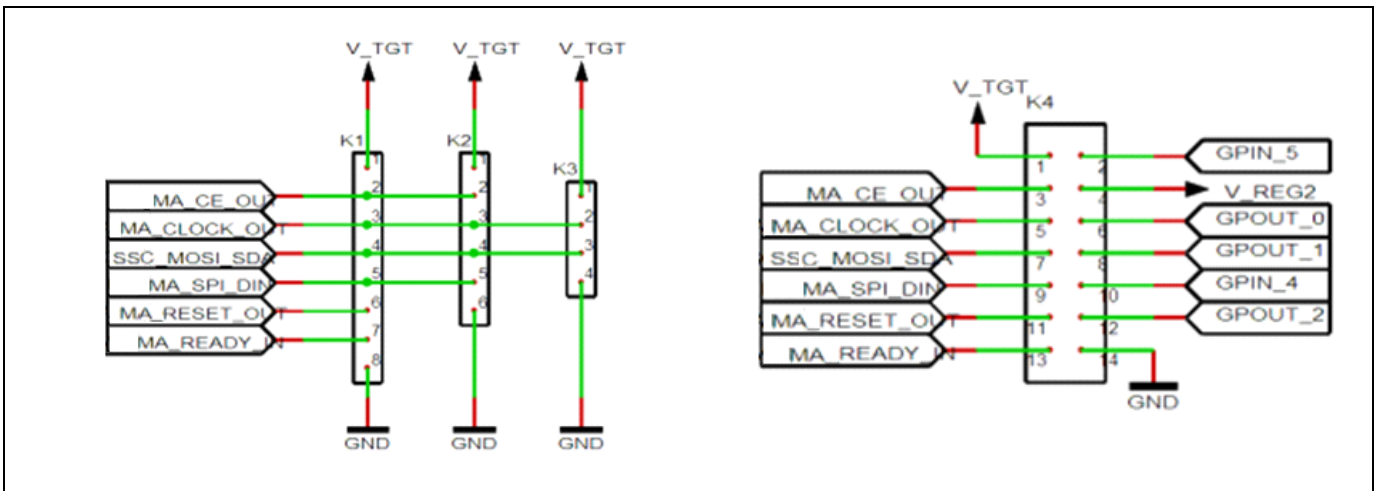 V_TGT V_TGT V_TGT
K1 K2 K3
1 1
MA_CE_OUT 2 2 1
MA_CLOCK_OUT 3 3 2
SSC_MOSI_SDA 4 4 3
MA_SPI_DIN 5 5 4
MA_RESET_OUT 6 6
MA_READY_IN 7
8
GND GND GND
V_TGT K4
1 2 GPIN_5
MA_CE_OUT 3 4 V_REG2
MA_CLOCK_OUT 5 6 GPOUT_0
SSC_MOSI_SDA 7 8 GPOUT_1
MA_SPI_DIN 9 10 GPIN_4
MA_RESET_OUT 11 12 GPOUT_2
MA_READY_IN 13 14
GND